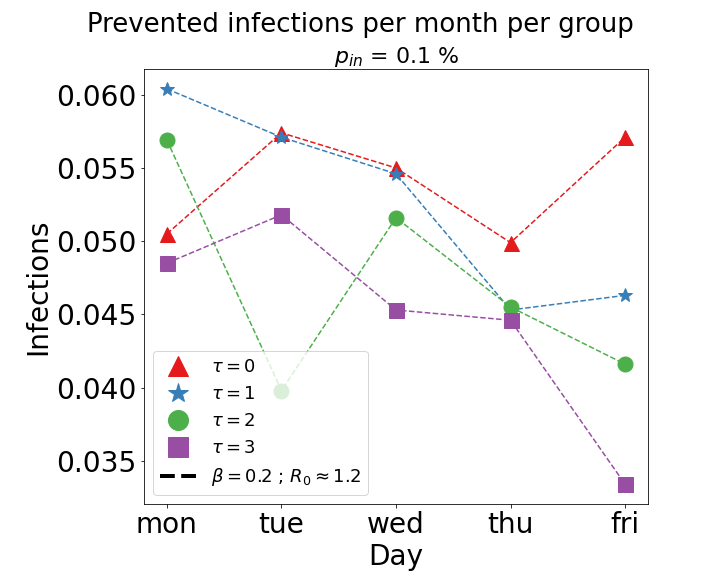 Prevented infections per month per group
p_in = 0.1 %
0.060
0.055
0.050
0.045
0.040
0.035
Infections
τ = 0
τ = 1
τ = 2
τ = 3
β = 0.2 ; R_0 ≈ 1.2
mon tue wed thu fri
Day